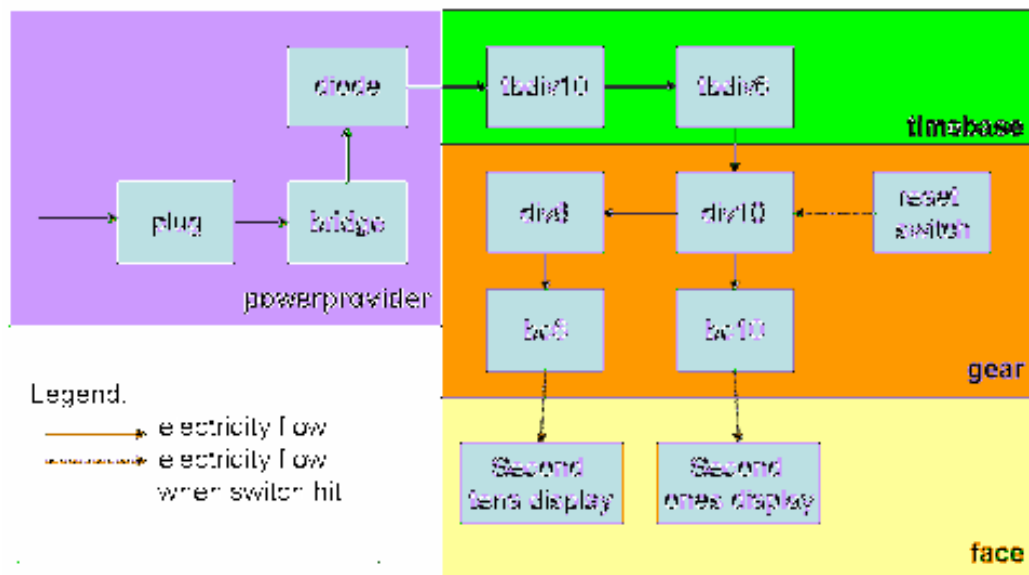 diode
tbdiv10
tbdiv6
timebase
plug
bridge
div6
div10
reset
switch
powerprovider
bc6
bc10
gear
Legend:
electricity flow
electricity flow
when switch hit
Second
tens display
Second
ones display
face